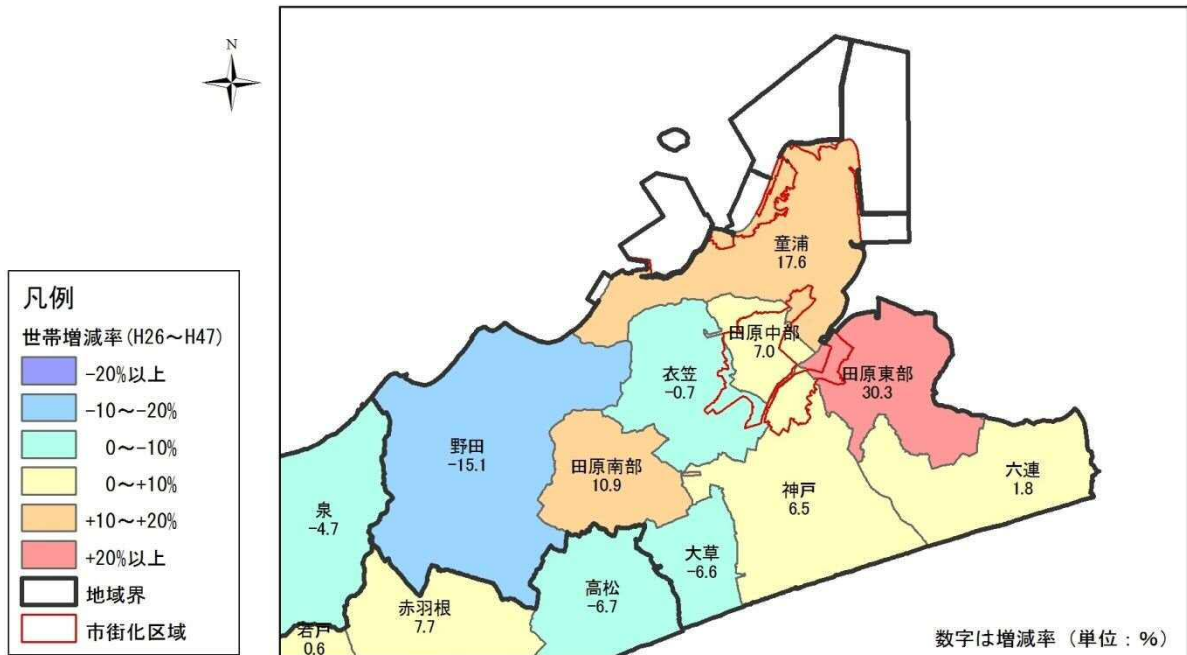 N
凡例
世帯増減率(H26～H47)
-20%以上
-10～-20%
0～-10%
0～+10%
+10～+20%
+20%以上
地域界
市街化区域
童浦
17.6
田原中部
7.0
衣笠
-0.7
田原東部
30.3
野田
-15.1
田原南部
10.9
六連
1.8
神戸
6.5
泉
-4.7
大草
-6.6
高松
-6.7
赤羽根
7.7
若戸
0.6
数字は増減率（単位：%）